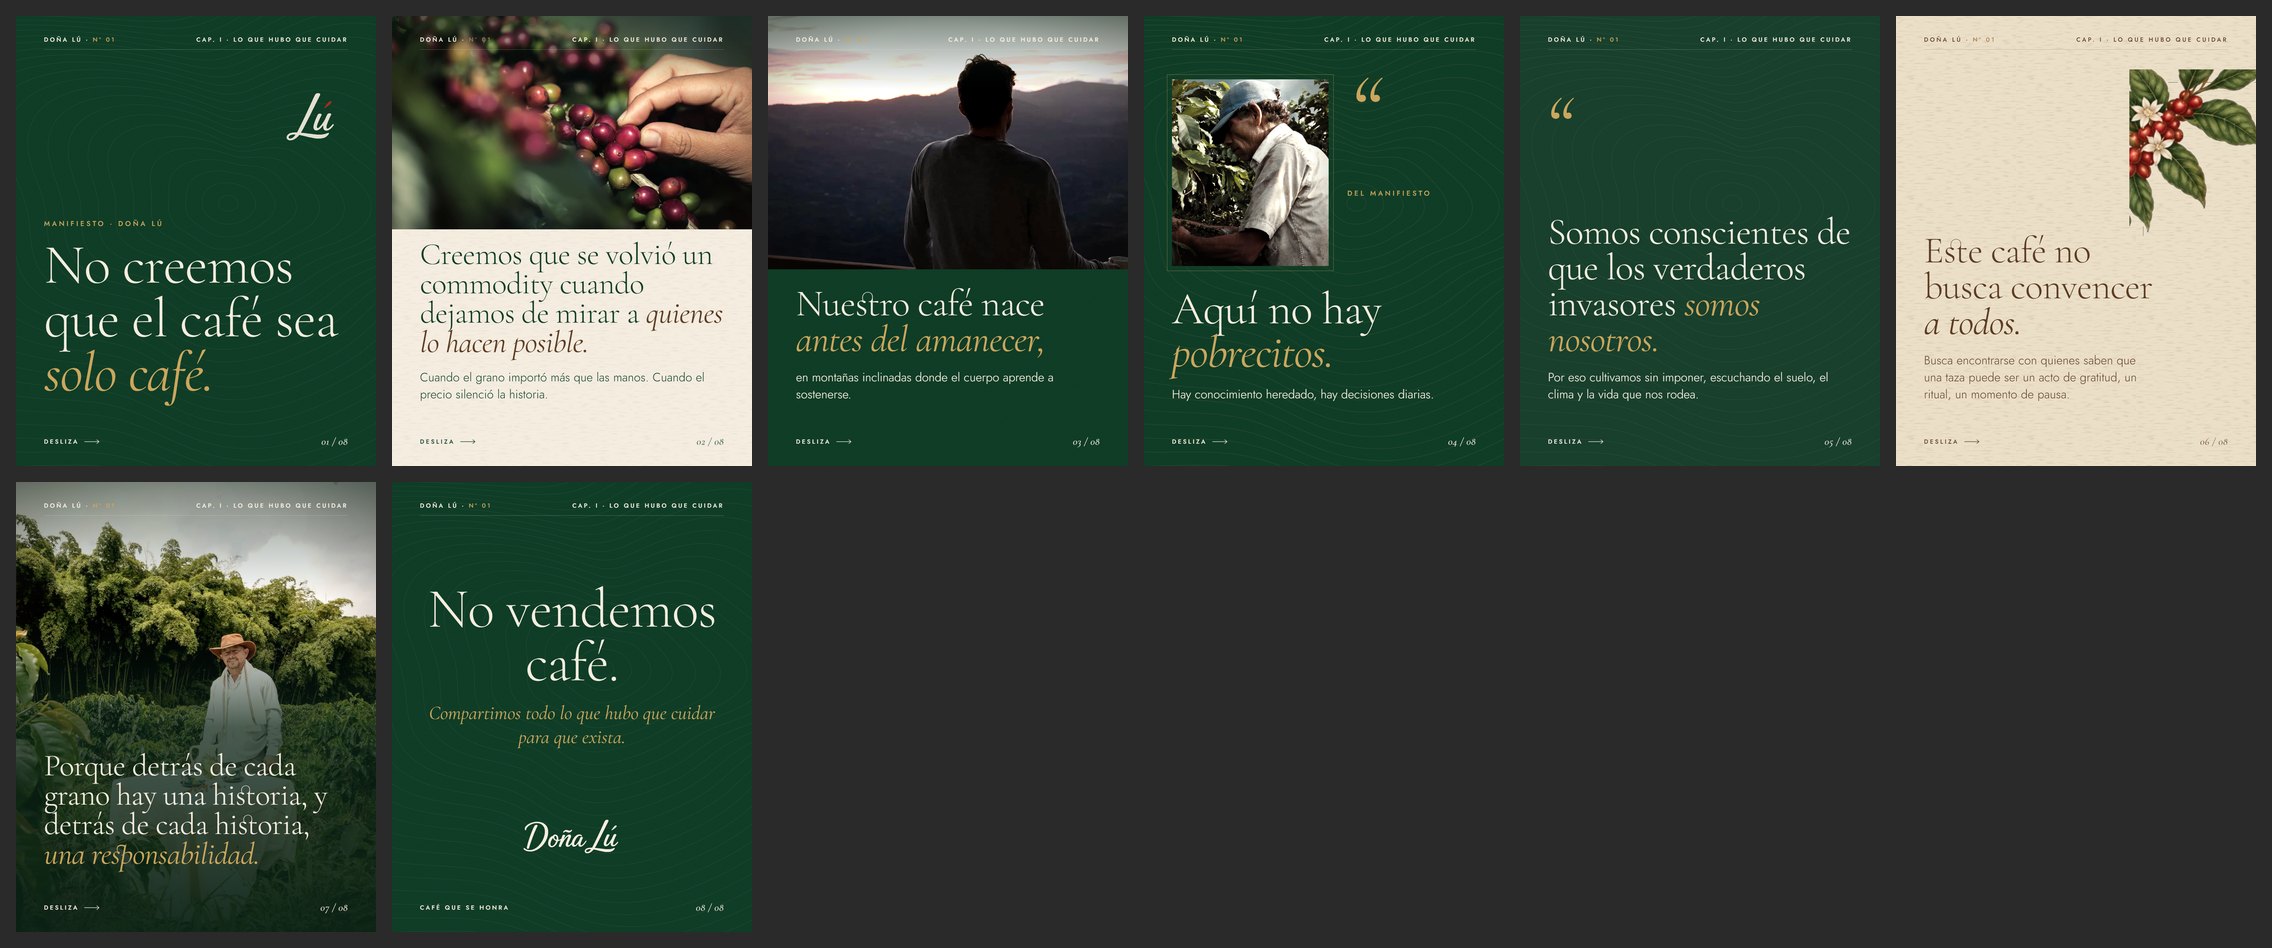 DOÑA LÚ · N° 01
CAP. I · LO QUE HUBO QUE CUIDAR
Lú
MANIFIESTO · DOÑA LÚ
No creemos
que el café sea
solo café.
DESLIZA
01 / 08
DOÑA LÚ · N° 01
CAP. I · LO QUE HUBO QUE CUIDAR
Creemos que se volvió un
commodity cuando
dejamos de mirar a quienes
lo hacen posible.
Cuando el grano importó más que las manos. Cuando el
precio silenció la historia.
DESLIZA
02 / 08
DOÑA LÚ ·
CAP. I · LO QUE HUBO QUE CUIDAR
Nuestro café nace
antes del amanecer,
en montañas inclinadas donde el cuerpo aprende a
sostenerse.
DESLIZA
03 / 08
DOÑA LÚ · N° 01
CAP. I · LO QUE HUBO QUE CUIDAR
“
DEL MANIFIESTO
Aquí no hay
pobrecitos.
Hay conocimiento heredado, hay decisiones diarias.
DESLIZA
04 / 08
DOÑA LÚ · N° 01
CAP. I · LO QUE HUBO QUE CUIDAR
“
Somos conscientes de
que los verdaderos
invasores somos
nosotros.
Por eso cultivamos sin imponer, escuchando el suelo, el
clima y la vida que nos rodea.
DESLIZA
05 / 08
DOÑA LÚ · N° 01
CAP. I · LO QUE HUBO QUE CUIDAR
Este café no
busca convencer
a todos.
Busca encontrarse con quienes saben que
una taza puede ser un acto de gratitud, un
ritual, un momento de pausa.
DESLIZA
06 / 08
DOÑA LÚ · N° 01
CAP. I · LO QUE HUBO QUE CUIDAR
Porque detrás de cada
grano hay una historia, y
detrás de cada historia,
una responsabilidad.
DESLIZA
07 / 08
DOÑA LÚ · N° 01
CAP. I · LO QUE HUBO QUE CUIDAR
No vendemos
café.
Compartimos todo lo que hubo que cuidar
para que exista.
Doña Lú
CAFÉ QUE SE HONRA
08 / 08